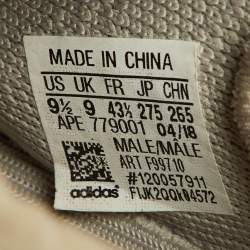 MADE IN CHINA
US UK FR JP CHN
9½ 9 43⅓ 275 265
APE 779001 04/18
MALE/MALE
ART F99710
#120057911
adidas